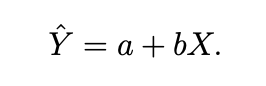 Ŷ = a + bX.